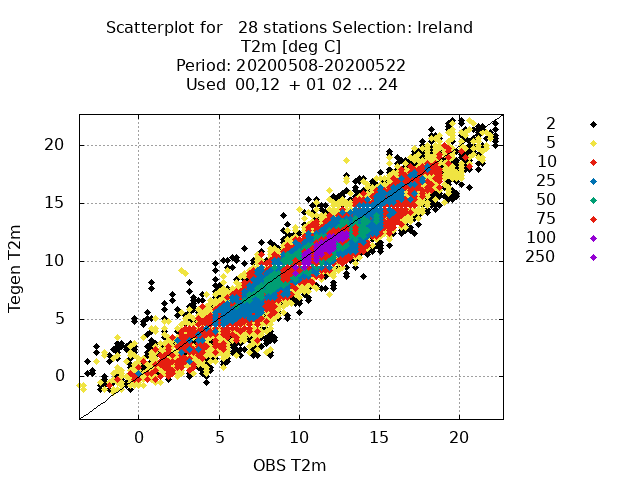 Scatterplot for   28 stations Selection: Ireland
T2m [deg C]
Period: 20200508-20200522
Used  00,12  + 01 02 ... 24
2
5
10
25
50
75
100
250
20
15
10
5
0
Tegen T2m
0 5 10 15 20
OBS T2m